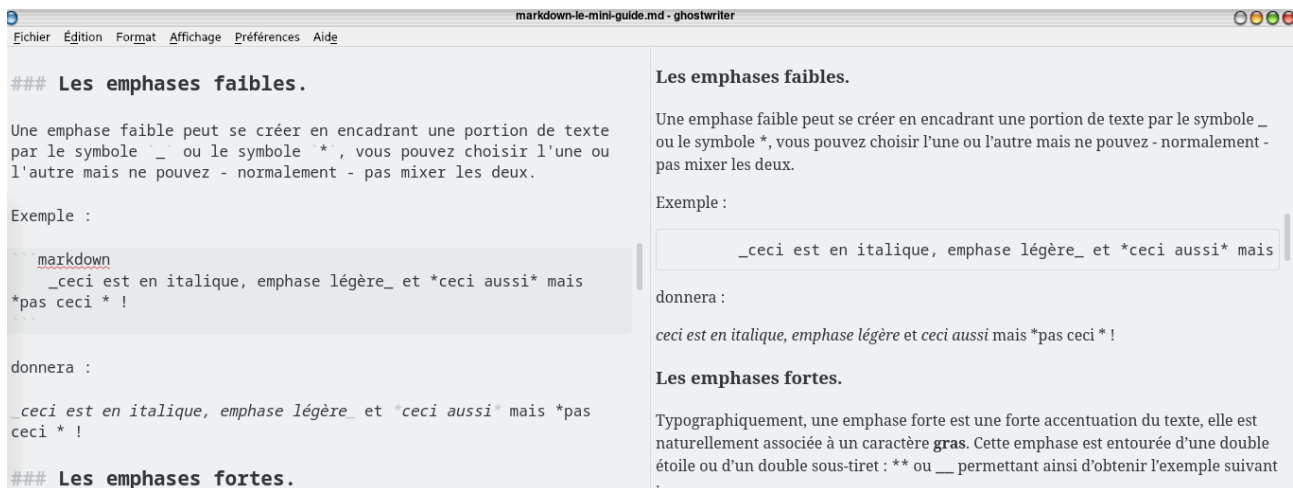 markdown-le-mini-guide.md - ghostwriter
Fichier Édition Format Affichage Préférences Aide
### Les emphases faibles.
Une emphase faible peut se créer en encadrant une portion de texte
par le symbole `_` ou le symbole `*`, vous pouvez choisir l'une ou
l'autre mais ne pouvez - normalement - pas mixer les deux.
Exemple :
```markdown
_ceci est en italique, emphase légère_ et *ceci aussi* mais
*pas ceci * !
```
donnera :
_ceci est en italique, emphase légère_ et *ceci aussi* mais *pas
ceci * !
### Les emphases fortes.
Les emphases faibles.
Une emphase faible peut se créer en encadrant une portion de texte par le symbole _
ou le symbole *, vous pouvez choisir l’une ou l’autre mais ne pouvez - normalement -
pas mixer les deux.
Exemple :
_ceci est en italique, emphase légère_ et *ceci aussi* mais
donnera :
ceci est en italique, emphase légère et ceci aussi mais *pas ceci * !
Les emphases fortes.
Typographiquement, une emphase forte est une forte accentuation du texte, elle est
naturellement associée à un caractère gras. Cette emphase est entourée d’une double
étoile ou d’un double sous-tiret : ** ou __ permettant ainsi d’obtenir l’exemple suivant
: